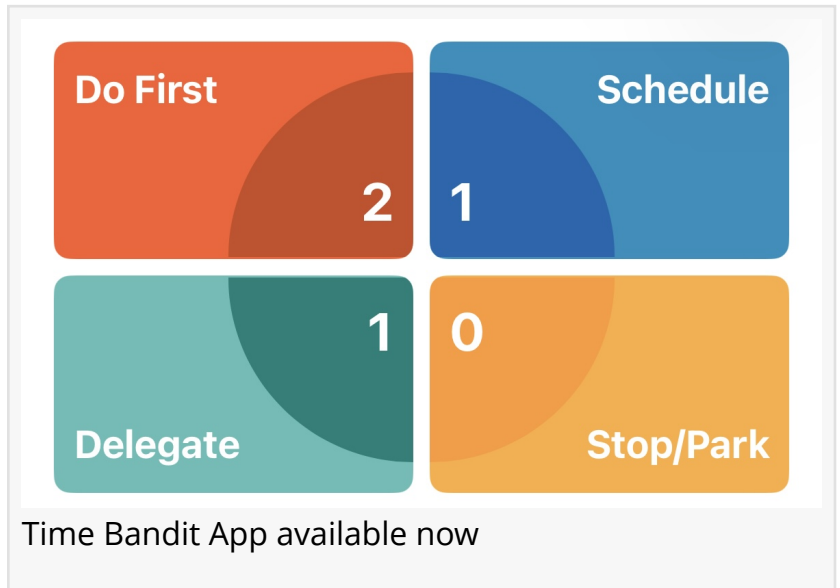 Do First
Schedule
2
1
1
0
Delegate
Stop/Park
Time Bandit App available now